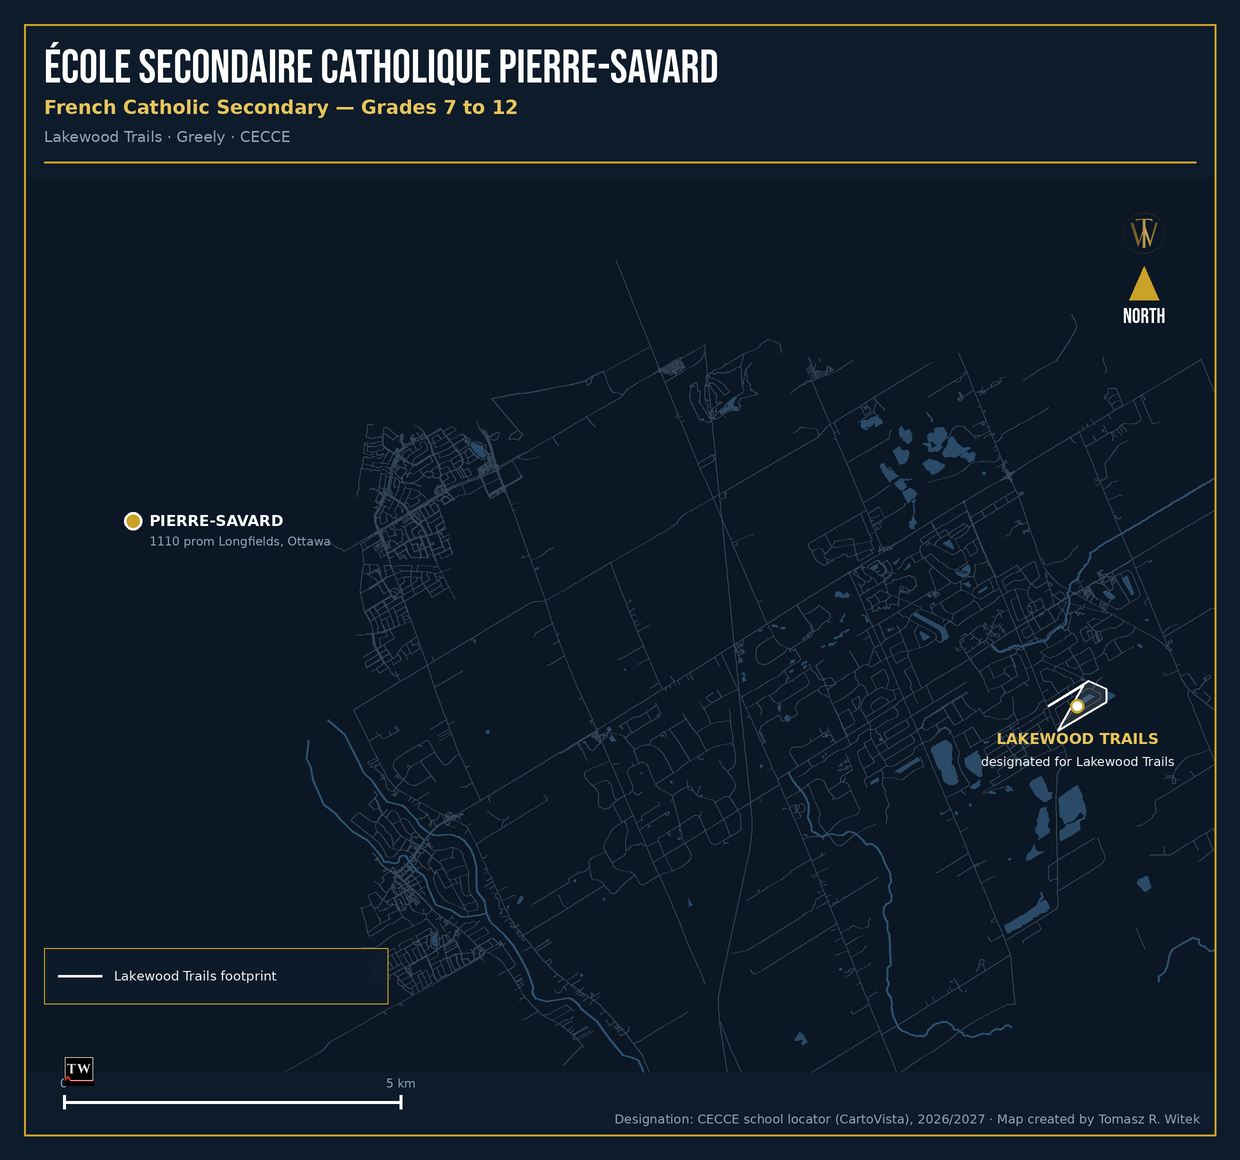 ÉCOLE SECONDAIRE CATHOLIQUE PIERRE-SAVARD
French Catholic Secondary — Grades 7 to 12
Lakewood Trails · Greely · CECCE
TW
NORTH
PIERRE-SAVARD
1110 prom Longfields, Ottawa
LAKEWOOD TRAILS
designated for Lakewood Trails
Lakewood Trails footprint
TW
0 5 km
Designation: CECCE school locator (CartoVista), 2026/2027 · Map created by Tomasz R. Witek